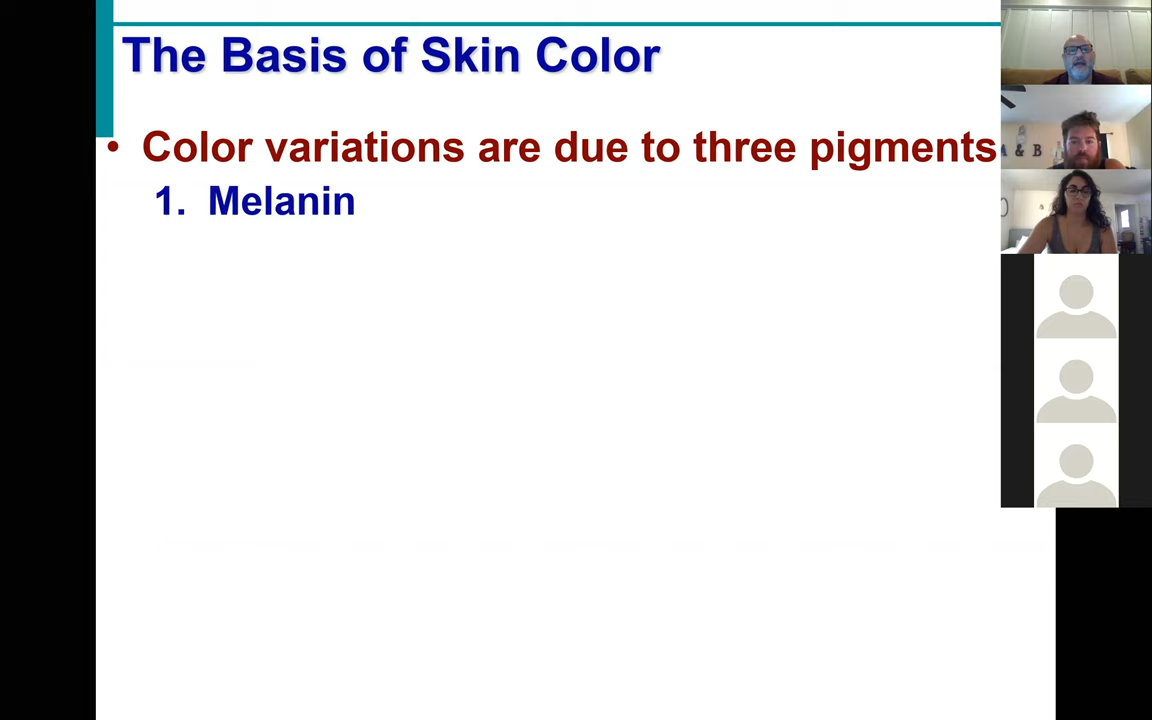 The Basis of Skin Color
• Color variations are due to three pigments
1. Melanin
A & B